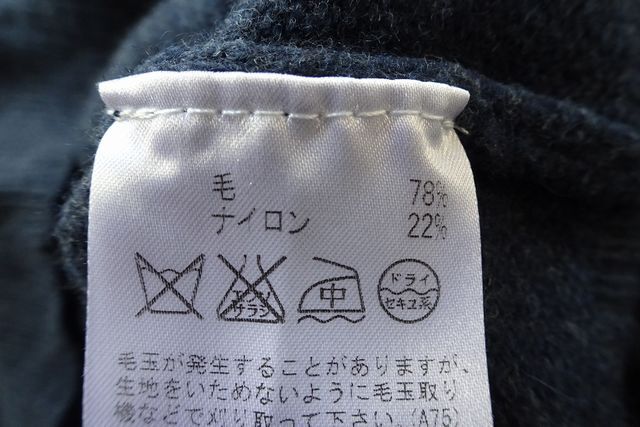 毛 78%
ナイロン 22%
エンソ サラシ 中 ドライ セキユ系
毛玉が発生することがありますが、
生地をいためないように毛玉取り
機などで刈り取って下さい。(A75)